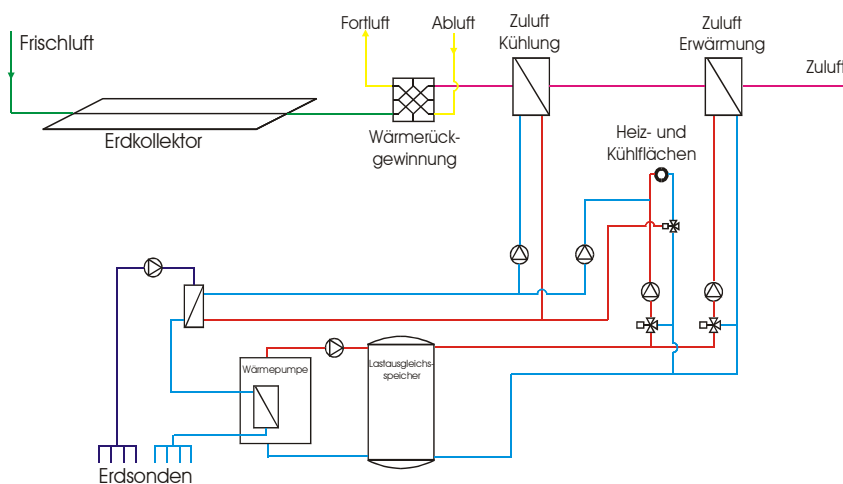 Frischluft
Fortluft
Abluft
Zuluft
Kühlung
Zuluft
Erwärmung
Zuluft
Erdkollektor
Wärmerück-
gewinnung
Heiz- und
Kühlflächen
Wärmepumpe
Lastausgleichs-
speicher
Erdsonden